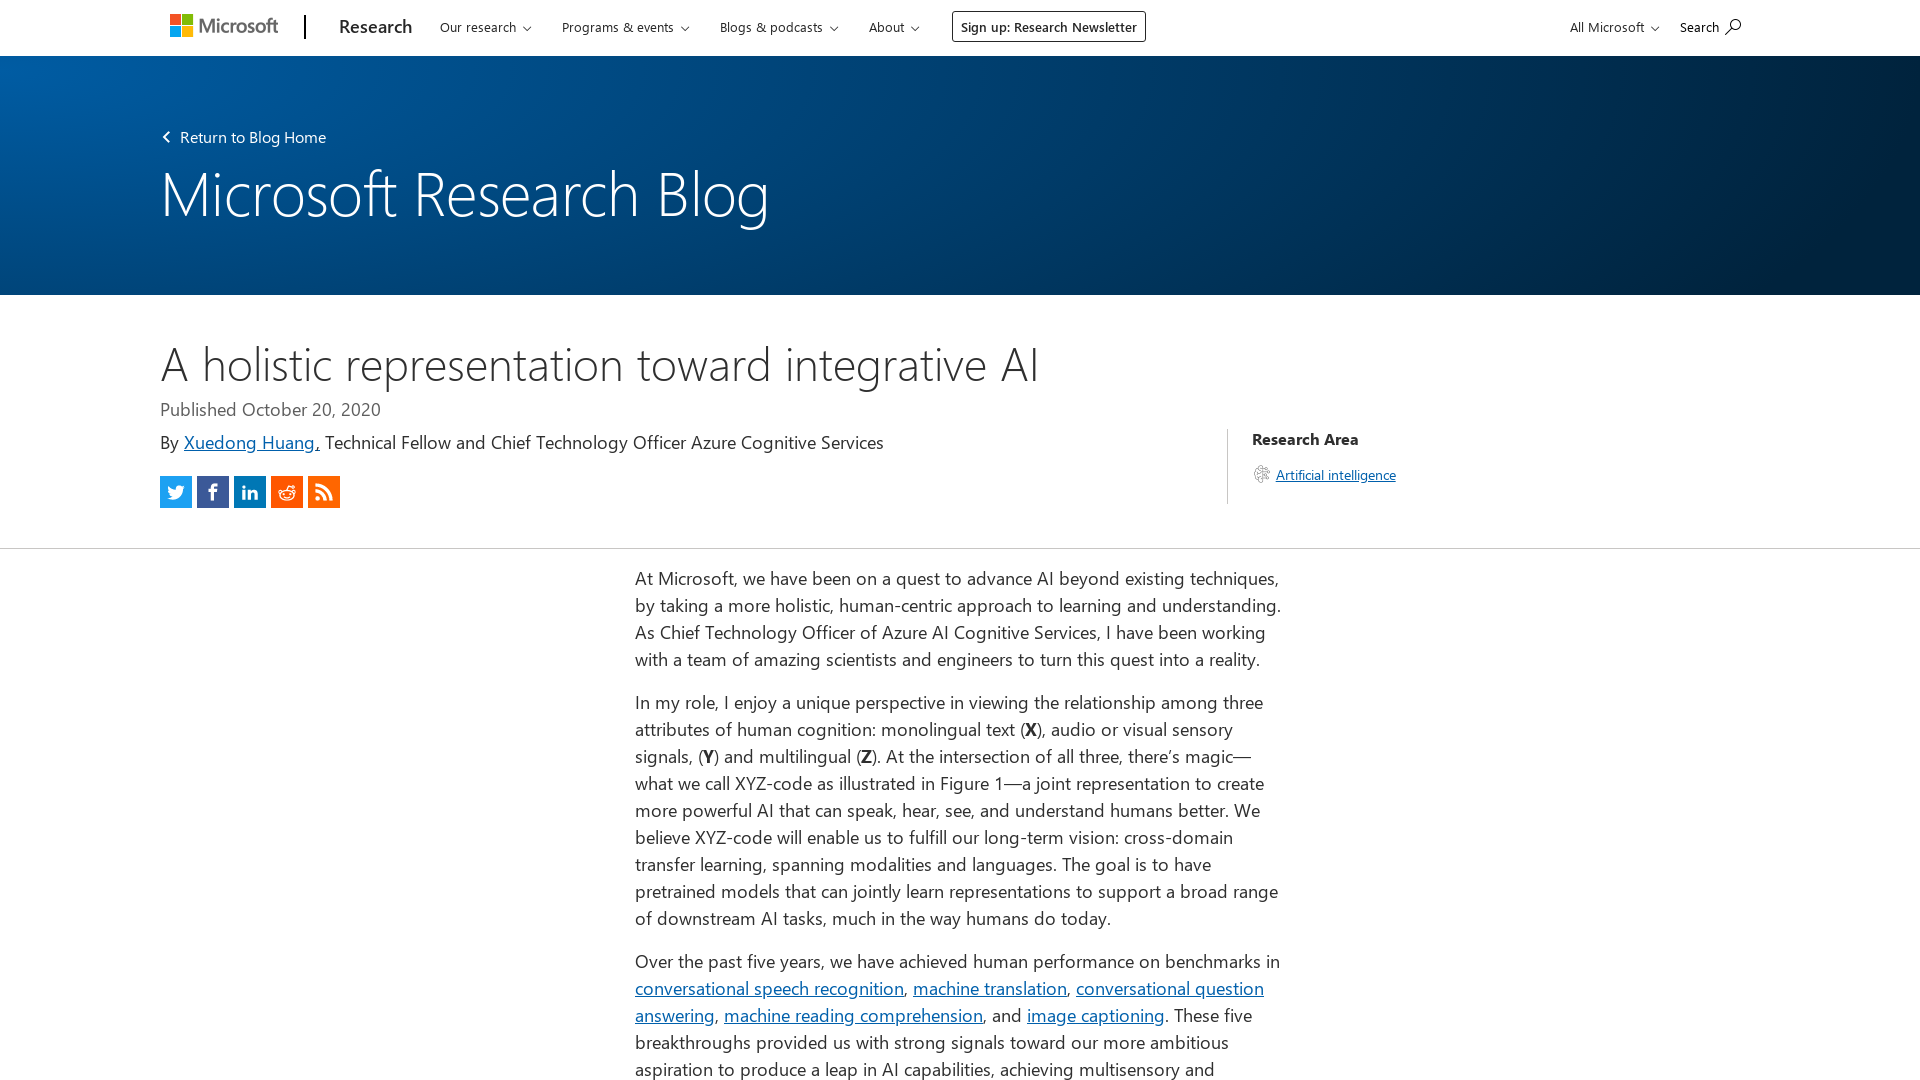 Microsoft
Research
Our research
Programs & events
Blogs & podcasts
About
Sign up: Research Newsletter
All Microsoft
Search
Return to Blog Home
Microsoft Research Blog
A holistic representation toward integrative AI
Published October 20, 2020
By Xuedong Huang, Technical Fellow and Chief Technology Officer Azure Cognitive Services
Research Area
Artificial intelligence
At Microsoft, we have been on a quest to advance AI beyond existing techniques,
by taking a more holistic, human-centric approach to learning and understanding.
As Chief Technology Officer of Azure AI Cognitive Services, I have been working
with a team of amazing scientists and engineers to turn this quest into a reality.
In my role, I enjoy a unique perspective in viewing the relationship among three
attributes of human cognition: monolingual text (X), audio or visual sensory
signals, (Y) and multilingual (Z). At the intersection of all three, there’s magic—
what we call XYZ-code as illustrated in Figure 1—a joint representation to create
more powerful AI that can speak, hear, see, and understand humans better. We
believe XYZ-code will enable us to fulfill our long-term vision: cross-domain
transfer learning, spanning modalities and languages. The goal is to have
pretrained models that can jointly learn representations to support a broad range
of downstream AI tasks, much in the way humans do today.
Over the past five years, we have achieved human performance on benchmarks in
conversational speech recognition, machine translation, conversational question
answering, machine reading comprehension, and image captioning. These five
breakthroughs provided us with strong signals toward our more ambitious
aspiration to produce a leap in AI capabilities, achieving multisensory and